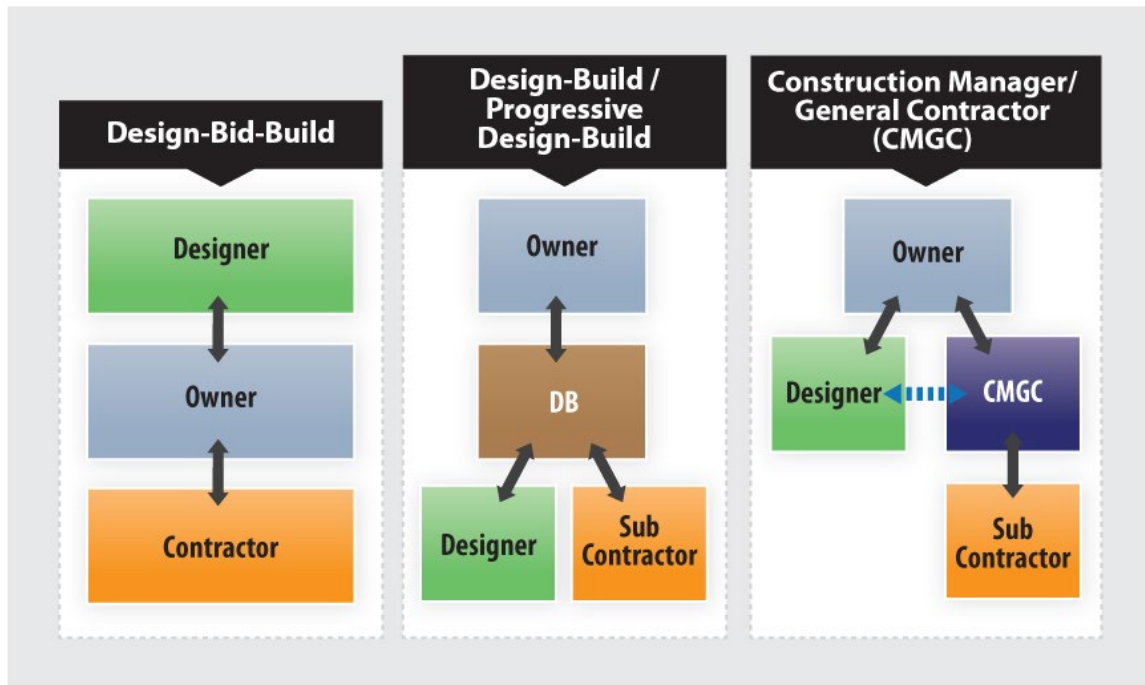 Design-Bid-Build
Designer
Owner
Contractor
Design-Build /
Progressive
Design-Build
Owner
DB
Designer
Sub
Contractor
Construction Manager/
General Contractor
(CMGC)
Owner
Designer
CMGC
Sub
Contractor